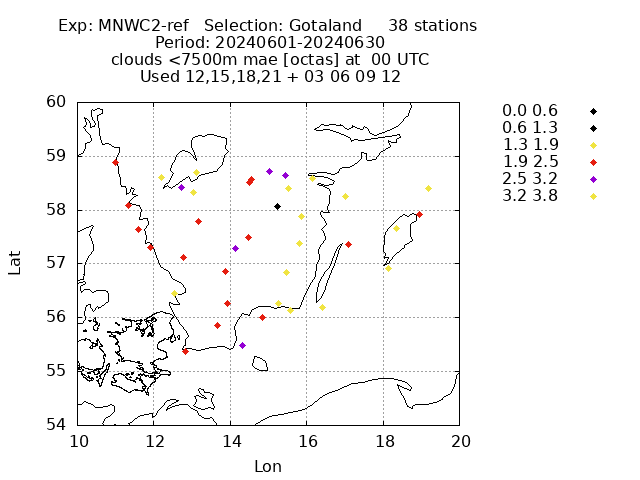 Exp: MNWC2-ref   Selection: Gotaland     38 stations
Period: 20240601-20240630
clouds <7500m mae [octas] at  00 UTC
Used 12,15,18,21 + 03 06 09 12
60
59
58
57
56
55
54
Lat
10 12 14 16 18 20
Lon
0.0 0.6
0.6 1.3
1.3 1.9
1.9 2.5
2.5 3.2
3.2 3.8